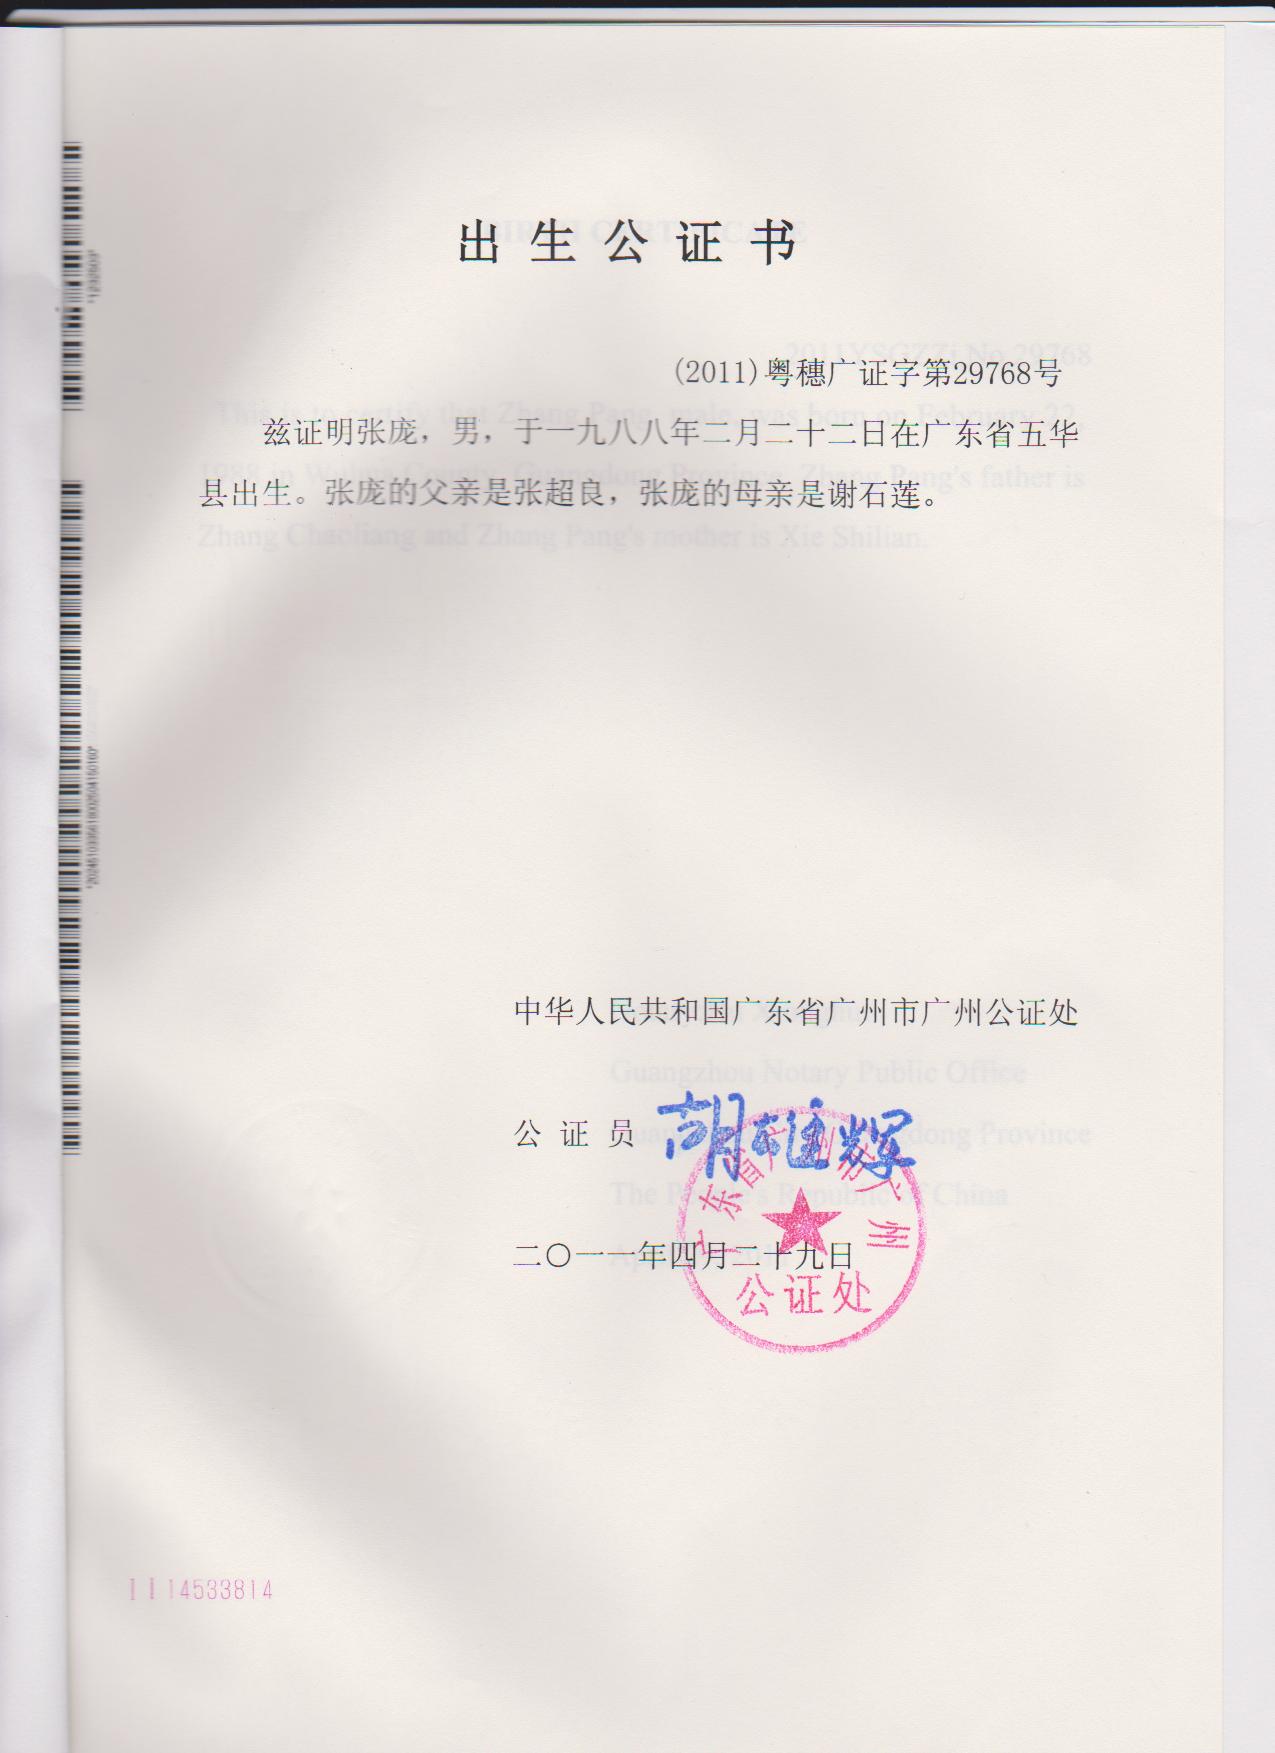 出生公证书
(2011)粤穗广证字第29768号
兹证明张庞，男，于一九八八年二月二十二日在广东省五华
县出生。张庞的父亲是张超良，张庞的母亲是谢石莲。
中华人民共和国广东省广州市广州公证处
公 证 员 胡雄辉
二〇一一年四月二十九日
广东省广州市广州
公证处
14533814